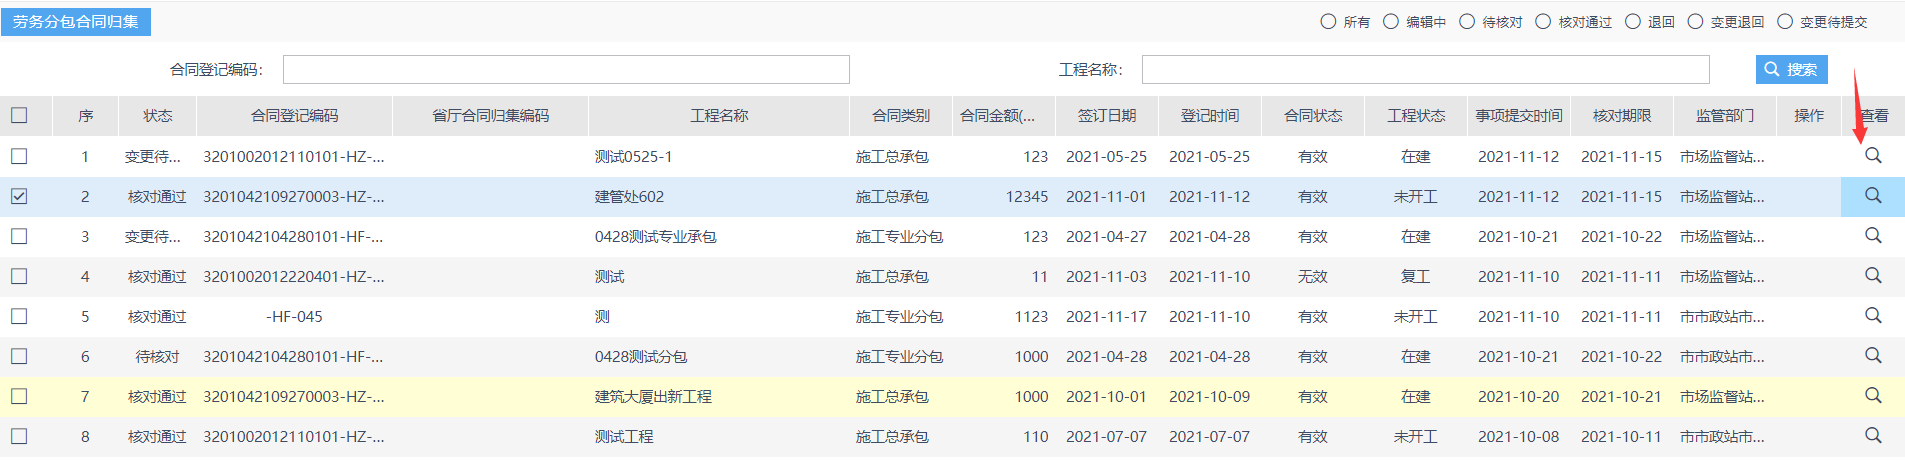 劳务分包合同归集 所有 编辑中 待核对 核对通过 退回 变更退回 变更待提交
合同登记编码： 工程名称： 搜索
序 状态 合同登记编码 省厅合同归集编码 工程名称 合同类别 合同金额(... 签订日期 登记时间 合同状态 工程状态 事项提交时间 核对期限 监管部门 操作 查看
1 变更待... 3201002012110101-HZ-... 测试0525-1 施工总承包 123 2021-05-25 2021-05-25 有效 在建 2021-11-12 2021-11-15 市场监督站...
2 核对通过 3201042109270003-HZ-... 建管处602 施工总承包 12345 2021-11-01 2021-11-12 有效 未开工 2021-11-12 2021-11-15 市场监督站...
3 变更待... 3201042104280101-HF-... 0428测试专业承包 施工专业分包 123 2021-04-27 2021-04-28 有效 在建 2021-10-21 2021-10-22 市场监督站...
4 核对通过 3201002012220401-HZ-... 测试 施工总承包 11 2021-11-03 2021-11-10 无效 复工 2021-11-10 2021-11-11 市场监督站...
5 核对通过 -HF-045 测 施工专业分包 1123 2021-11-17 2021-11-10 有效 未开工 2021-11-10 2021-11-11 市市政站市...
6 待核对 3201042104280101-HF-... 0428测试分包 施工专业分包 1000 2021-04-28 2021-04-28 有效 在建 2021-10-21 2021-10-22 市市政站市...
7 核对通过 3201042109270003-HZ-... 建筑大厦出新工程 施工总承包 1000 2021-10-01 2021-10-09 有效 在建 2021-10-20 2021-10-21 市场监督站...
8 核对通过 3201002012110101-HZ-... 测试工程 施工总承包 110 2021-07-07 2021-07-07 有效 未开工 2021-10-08 2021-10-11 市市政站市...